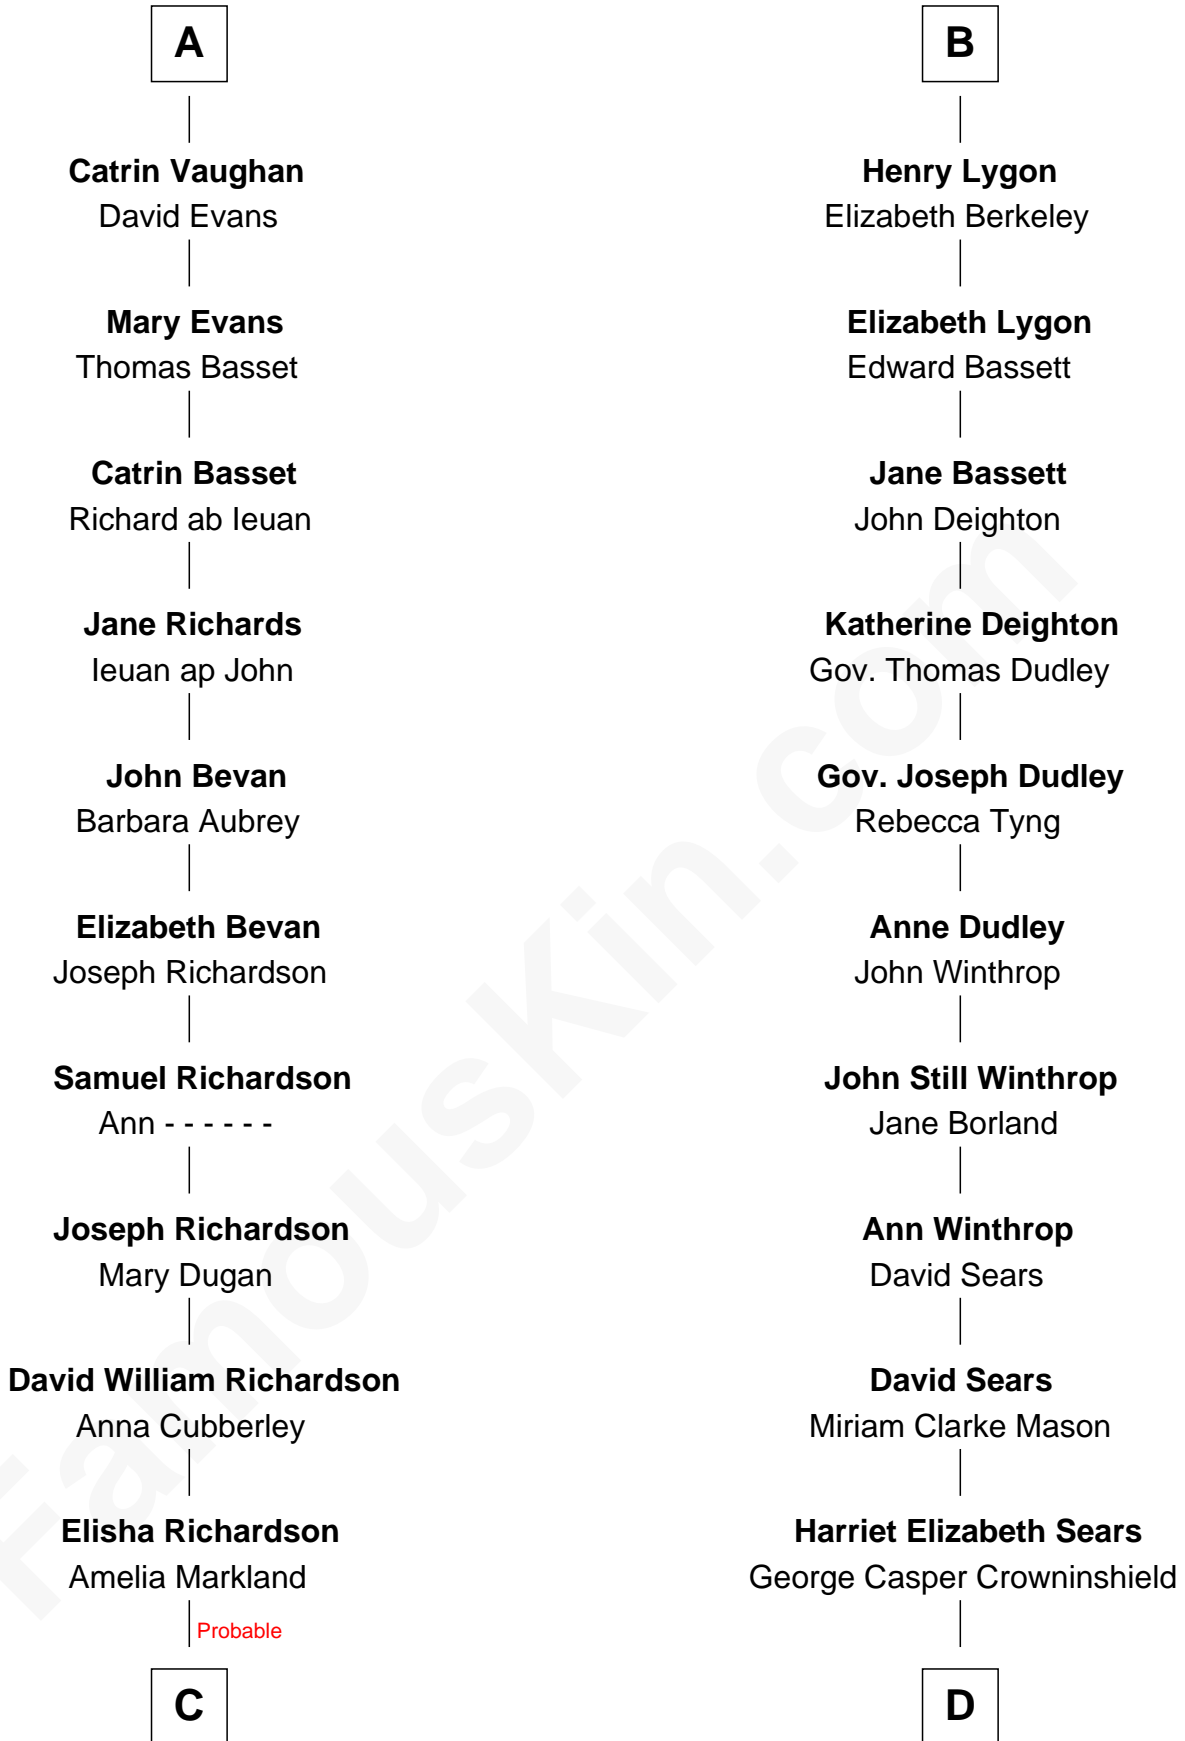 A
Catrin Vaughan
David Evans
Mary Evans
Thomas Basset
Catrin Basset
Richard ab Ieuan
Jane Richards
Ieuan ap John
John Bevan
Barbara Aubrey
Elizabeth Bevan
Joseph Richardson
Samuel Richardson
Ann - - - - - -
Joseph Richardson
Mary Dugan
David William Richardson
Anna Cubberley
Elisha Richardson
Amelia Markland
Probable
C
B
Henry Lygon
Elizabeth Berkeley
Elizabeth Lygon
Edward Bassett
Jane Bassett
John Deighton
Katherine Deighton
Gov. Thomas Dudley
Gov. Joseph Dudley
Rebecca Tyng
Anne Dudley
John Winthrop
John Still Winthrop
Jane Borland
Ann Winthrop
David Sears
David Sears
Miriam Clarke Mason
Harriet Elizabeth Sears
George Casper Crowninshield
D
FamousKin.com